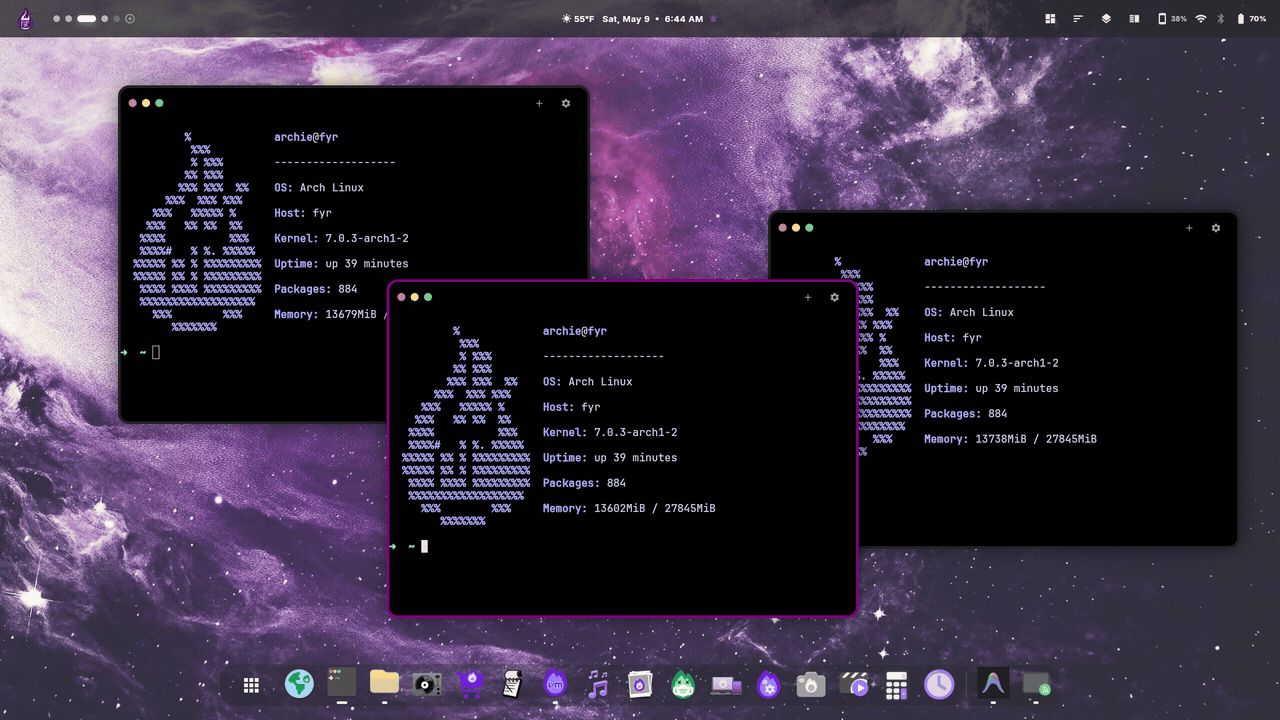 55°F Sat, May 9 • 6:44 AM
38%
70%
archie@fyr
-------------------
OS: Arch Linux
Host: fyr
Kernel: 7.0.3-arch1-2
Uptime: up 39 minutes
Packages: 884
Memory: 13679MiB /
➜ ~
archie@fyr
-------------------
OS: Arch Linux
Host: fyr
Kernel: 7.0.3-arch1-2
Uptime: up 39 minutes
Packages: 884
Memory: 13602MiB / 27845MiB
➜ ~
archie@fyr
-------------------
OS: Arch Linux
Host: fyr
Kernel: 7.0.3-arch1-2
Uptime: up 39 minutes
Packages: 884
Memory: 13738MiB / 27845MiB
vm